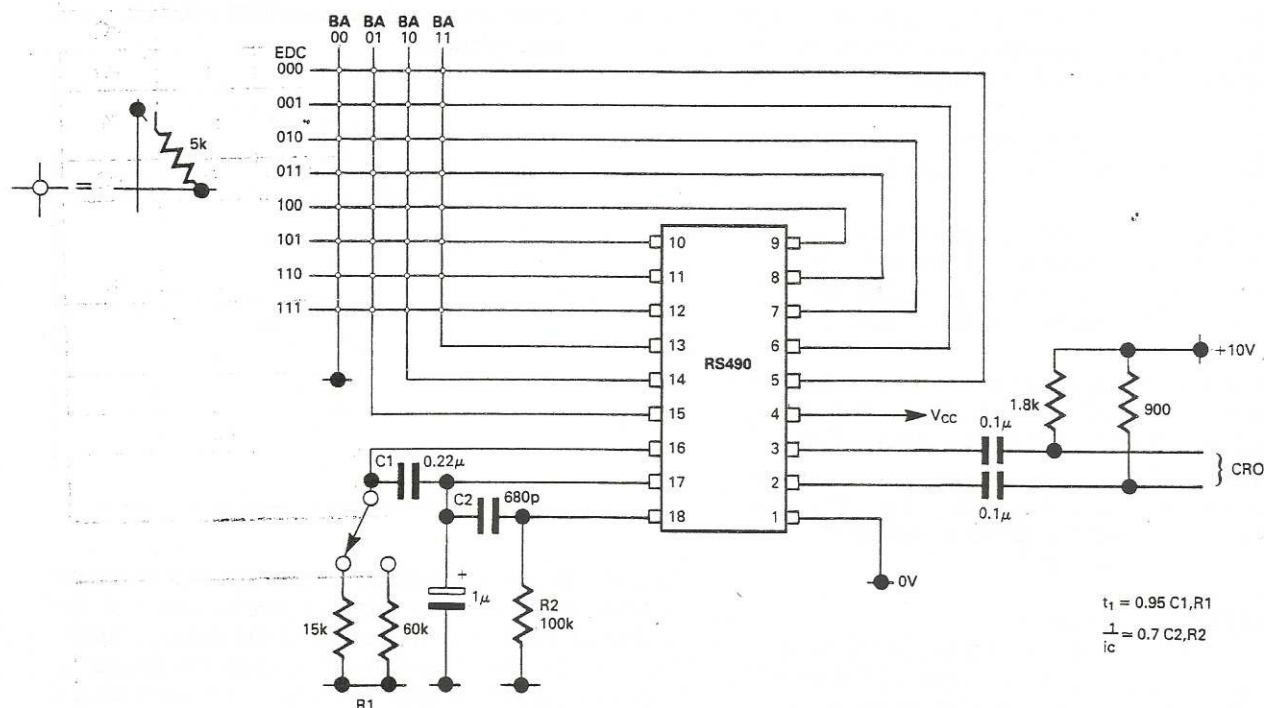 BA BA BA BA
00 01 10 11
EDC
000
001
010
011
100
101
110
111
5k
=
10 9
11 8
12 7
13 6
14 5
15 4
16 3
17 2
18 1
RS490
+10V
1.8k
900
VCC
0.1µ
0.1µ
CRO
C1 0.22µ
C2 680p
+
1µ
15k
60k
R1
R2
100k
0V
t1 = 0.95 C1,R1
1
ic ≃ 0.7 C2,R2